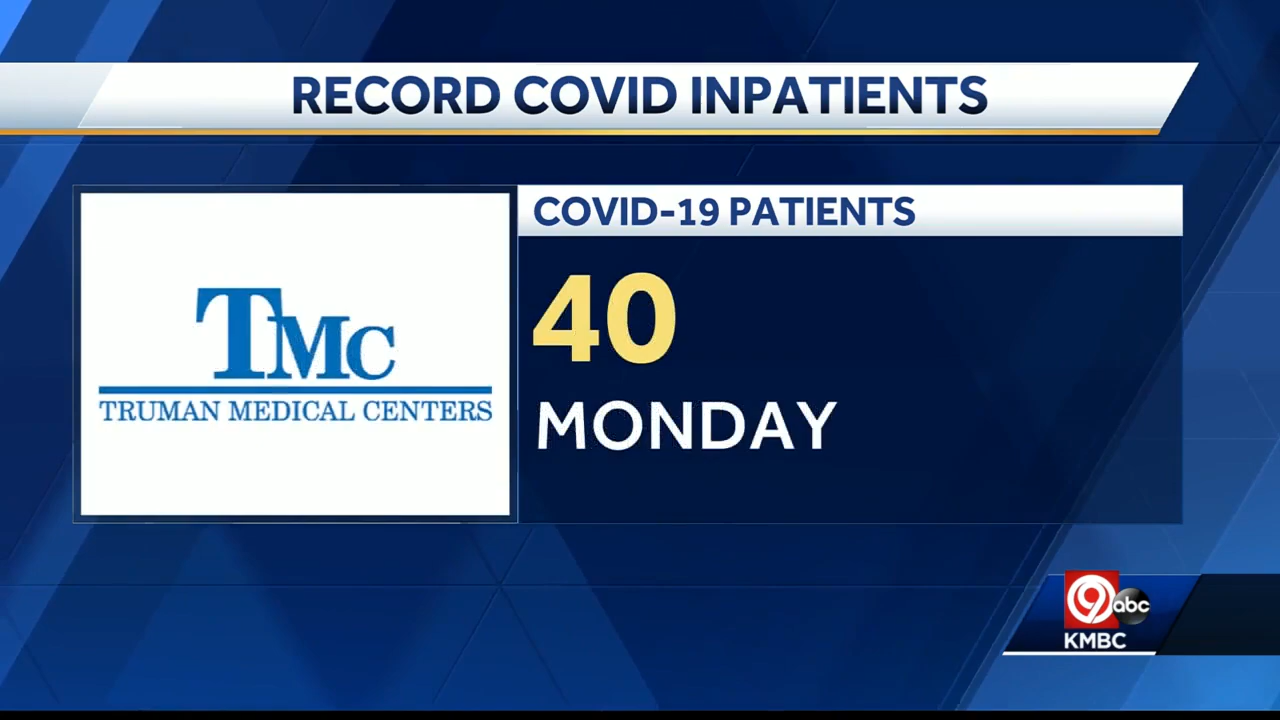 RECORD COVID INPATIENTS
TMC
TRUMAN MEDICAL CENTERS
COVID-19 PATIENTS
40
MONDAY
9 abc
KMBC